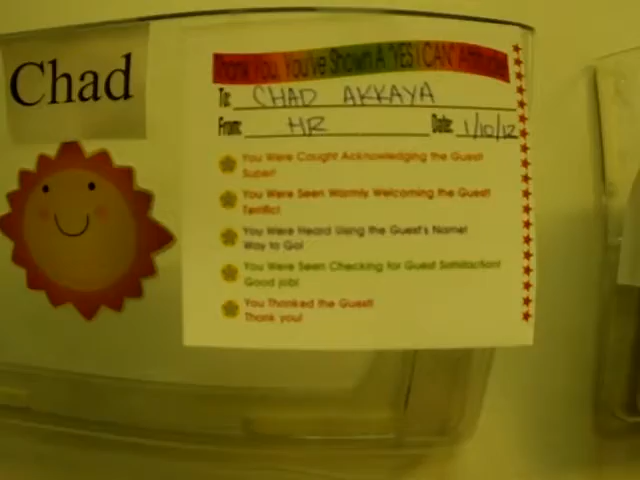 Chad
Thank You, You've Shown A "YES I CAN" Attitude
To: CHAD AKKAYA
From: HR Date: 1/10/12
You Were Caught Acknowledging the Guest
Super!
You Were Seen Warmly Welcoming the Guest
Terrific!
You Were Heard Using the Guest's Name!
Way to Go!
You Were Seen Checking for Guest Satisfaction!
Good job!
You Thanked the Guest!
Thank you!